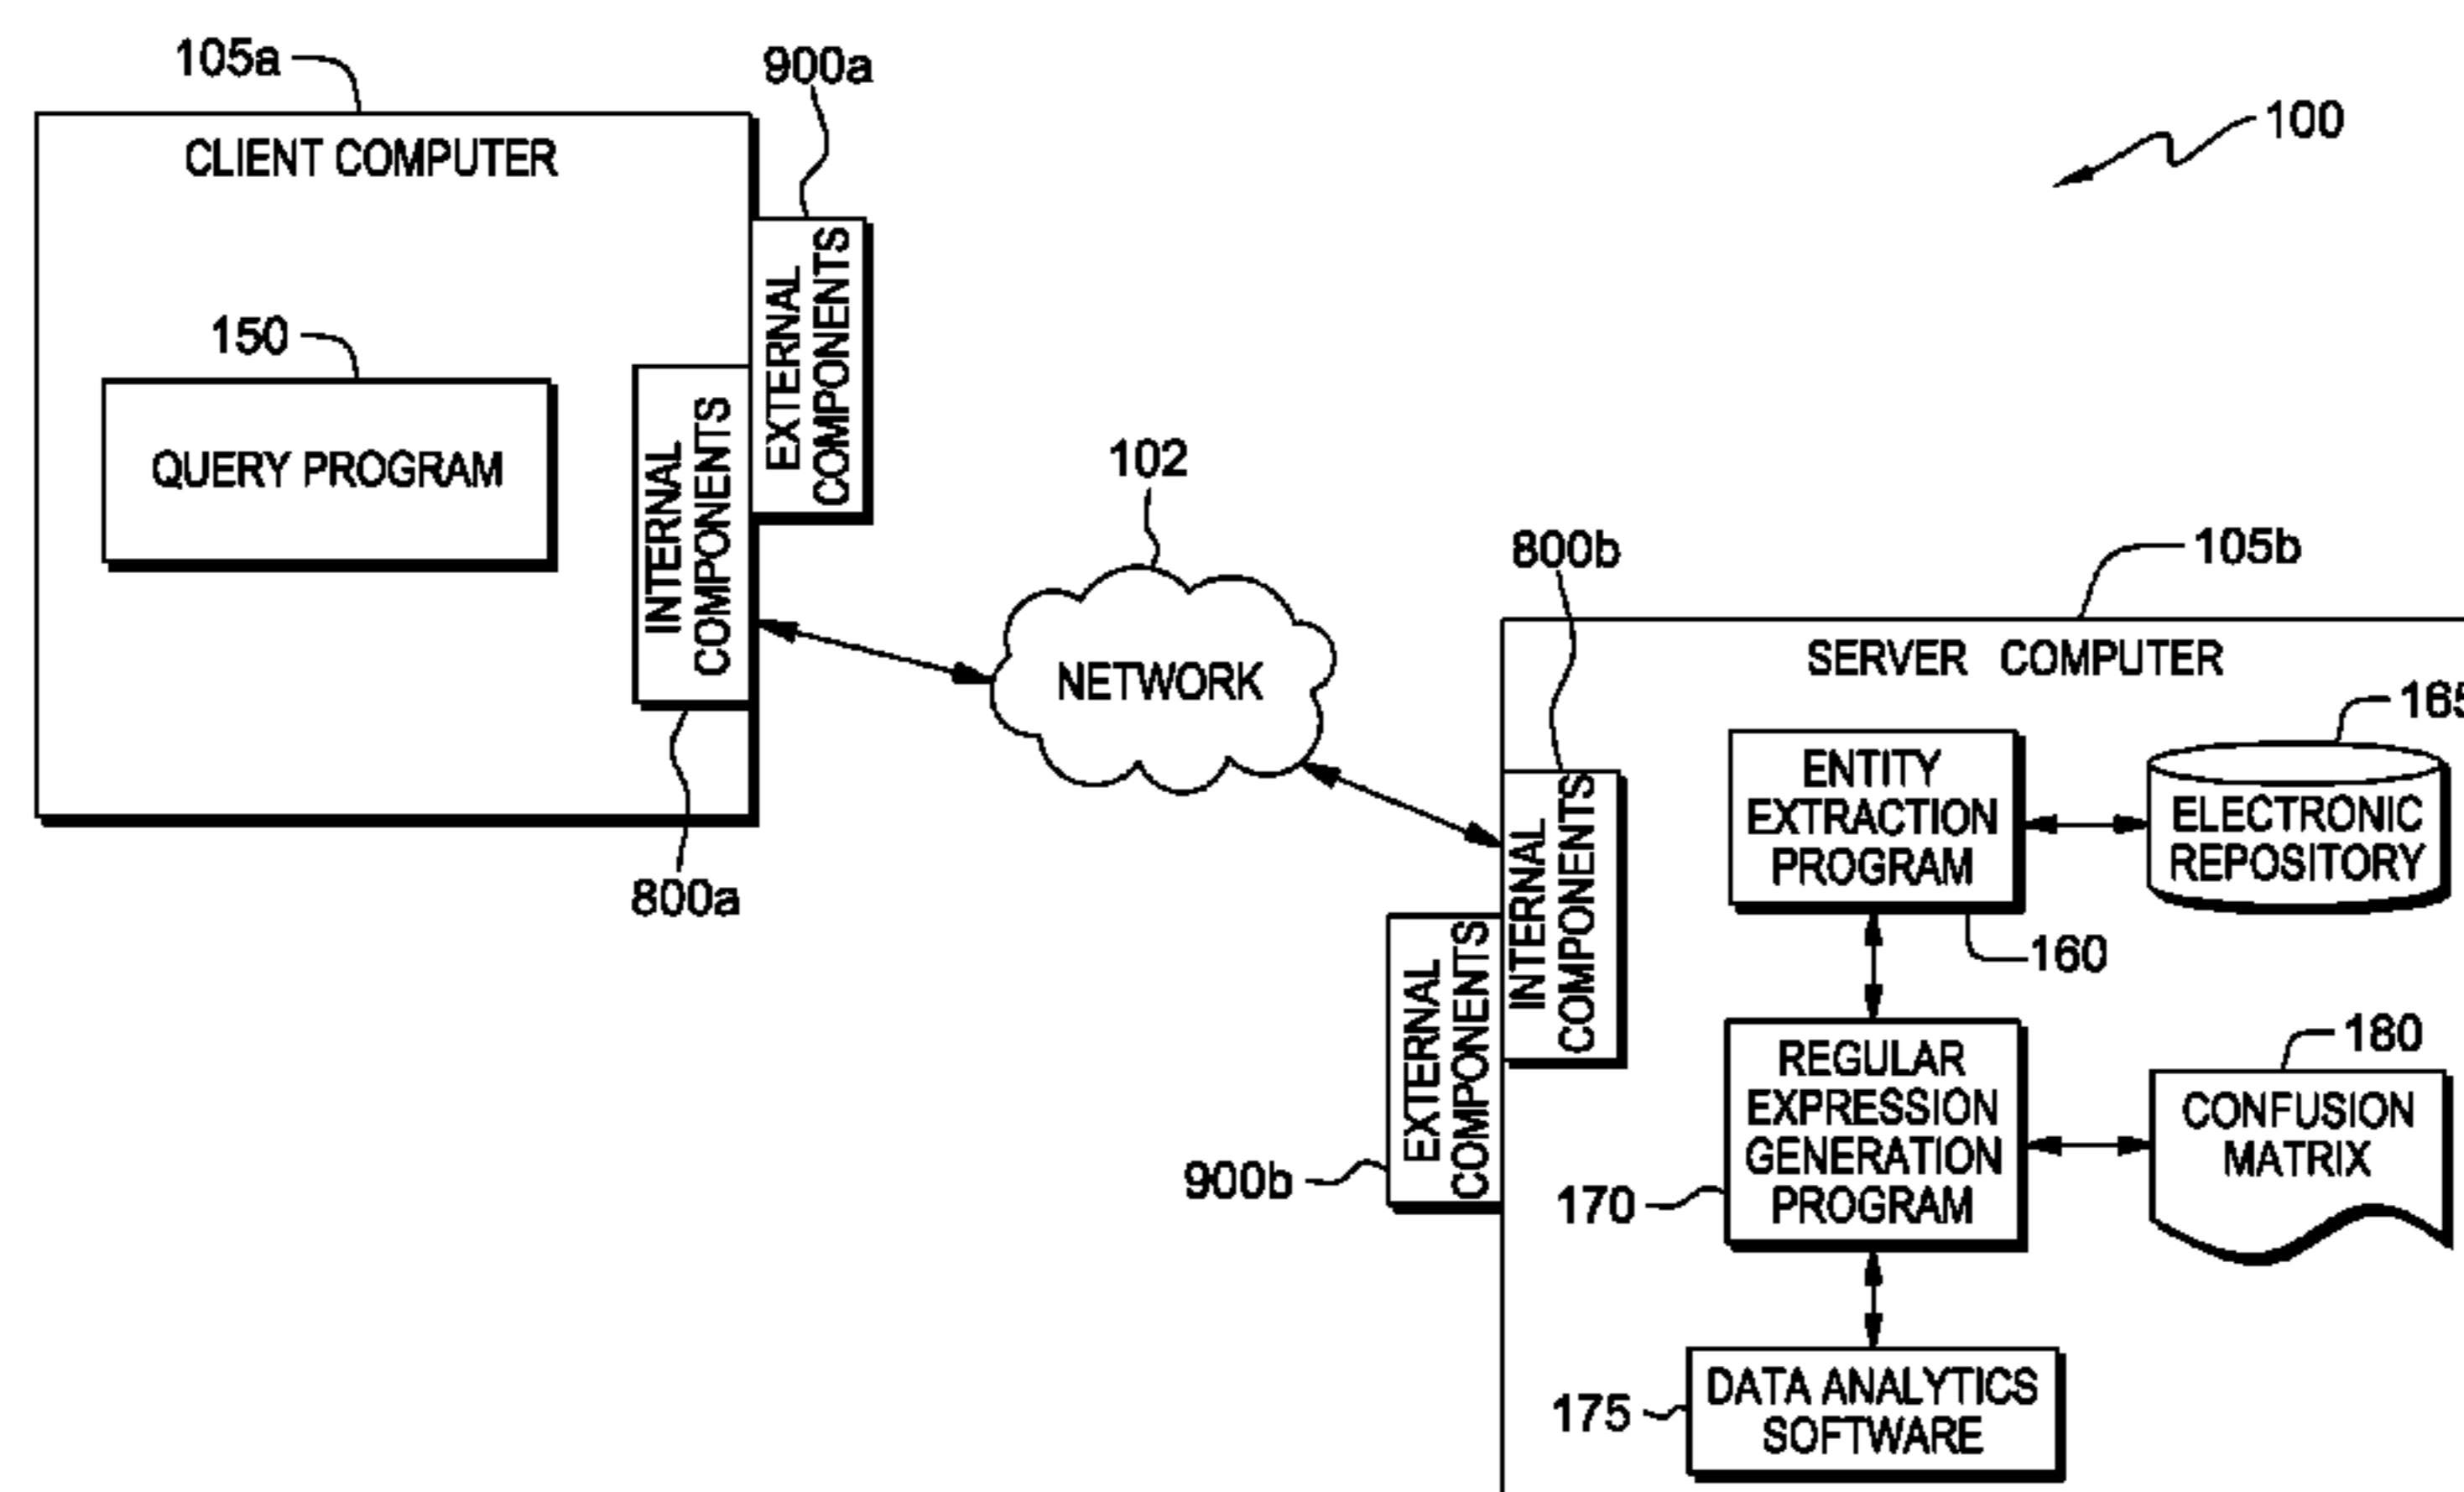 105a
900a
100
CLIENT COMPUTER
EXTERNAL
COMPONENTS
150
QUERY PROGRAM
INTERNAL
COMPONENTS
102
800b
105b
NETWORK
SERVER COMPUTER
165
ENTITY
EXTRACTION
PROGRAM
ELECTRONIC
REPOSITORY
INTERNAL
COMPONENTS
800a
160
EXTERNAL
COMPONENTS
REGULAR
EXPRESSION
GENERATION
PROGRAM
180
CONFUSION
MATRIX
900b
170
175
DATA ANALYTICS
SOFTWARE